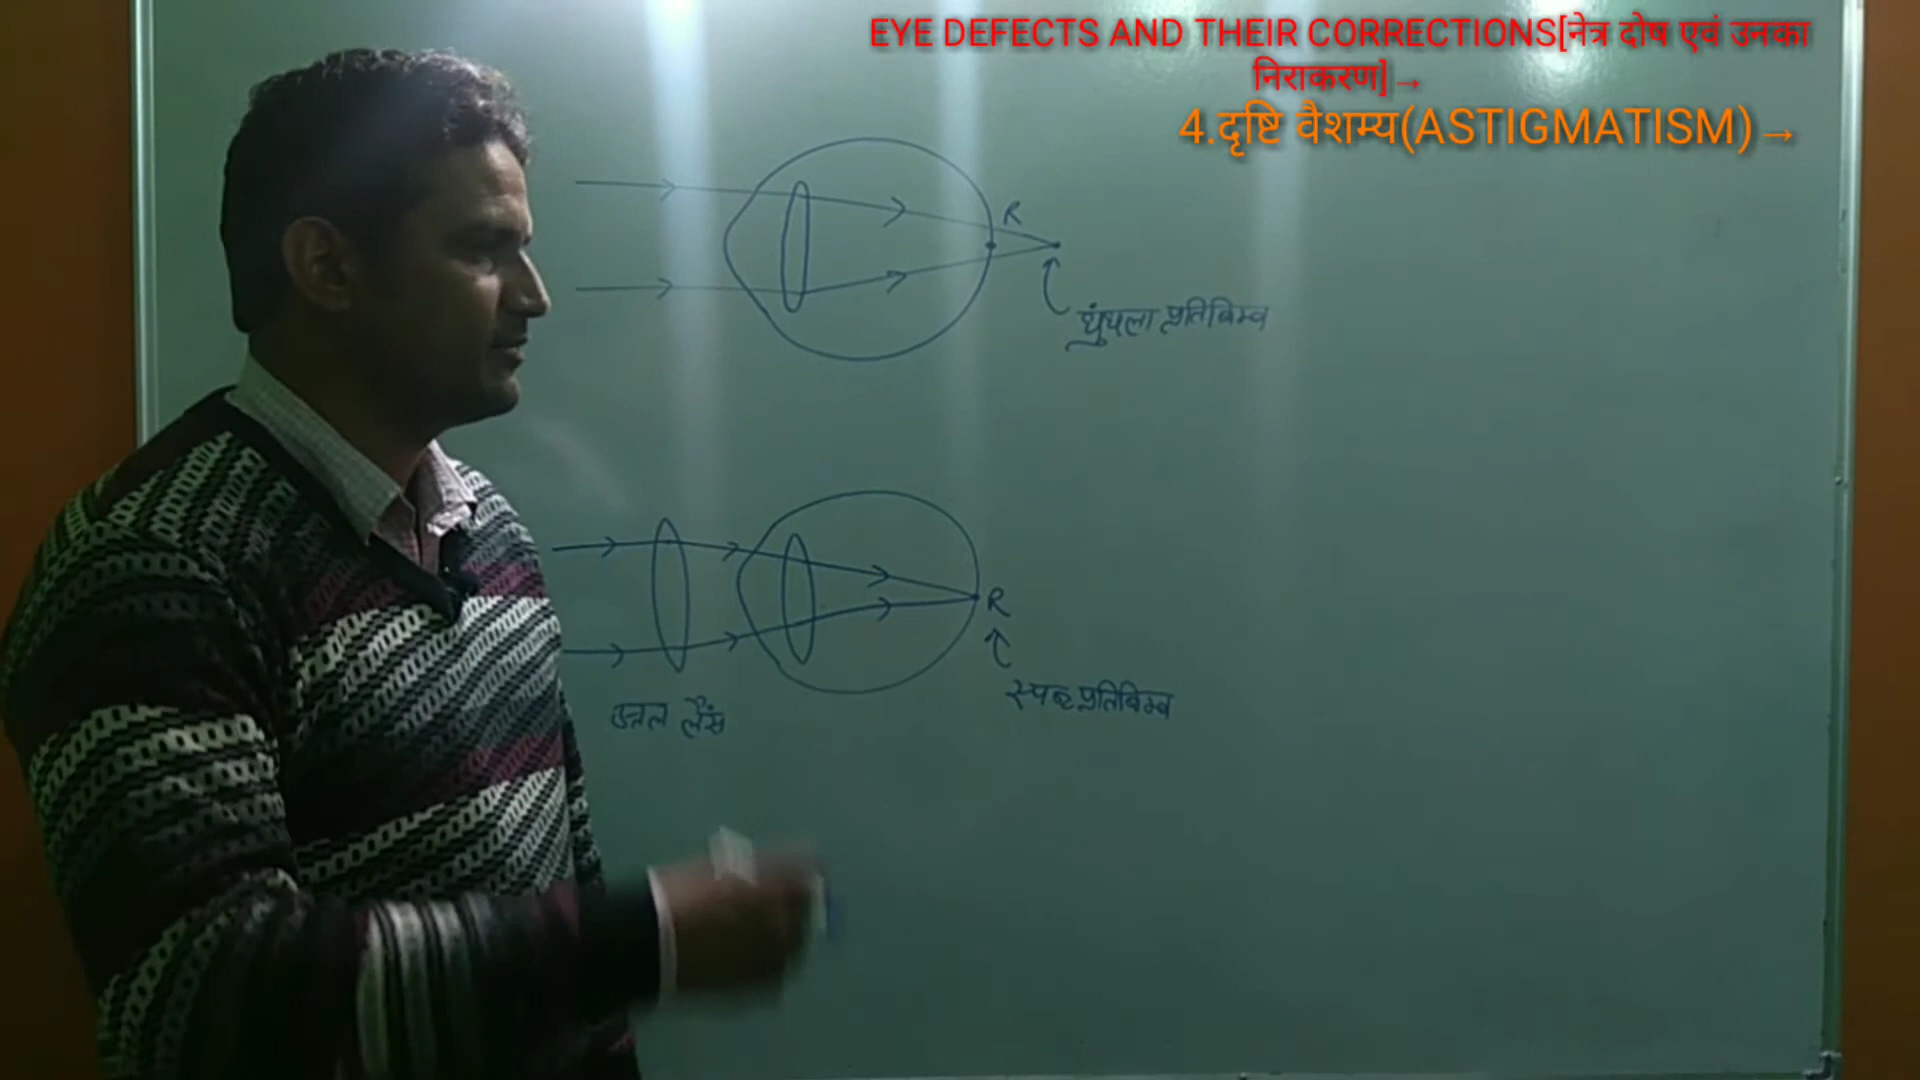 EYE DEFECTS AND THEIR CORRECTIONS[नेत्र दोष एवं उनका
निराकरण]→
4.दृष्टि वैशम्य(ASTIGMATISM)→
R
धुंधला प्रतिबिम्ब
R
स्पष्ट प्रतिबिम्ब
उत्तल लैंस